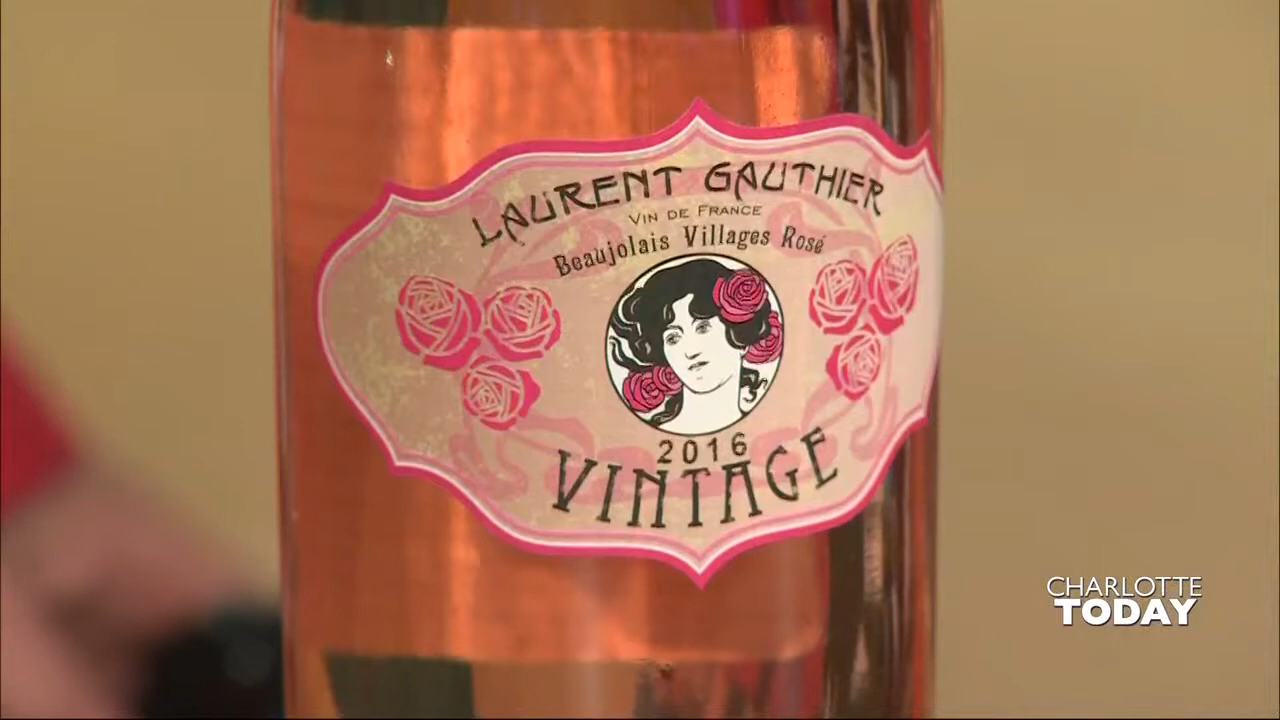 LAURENT GAUTHIER
VIN DE FRANCE
Beaujolais Villages Rosé
2016
VINTAGE
CHARLOTTE
TODAY